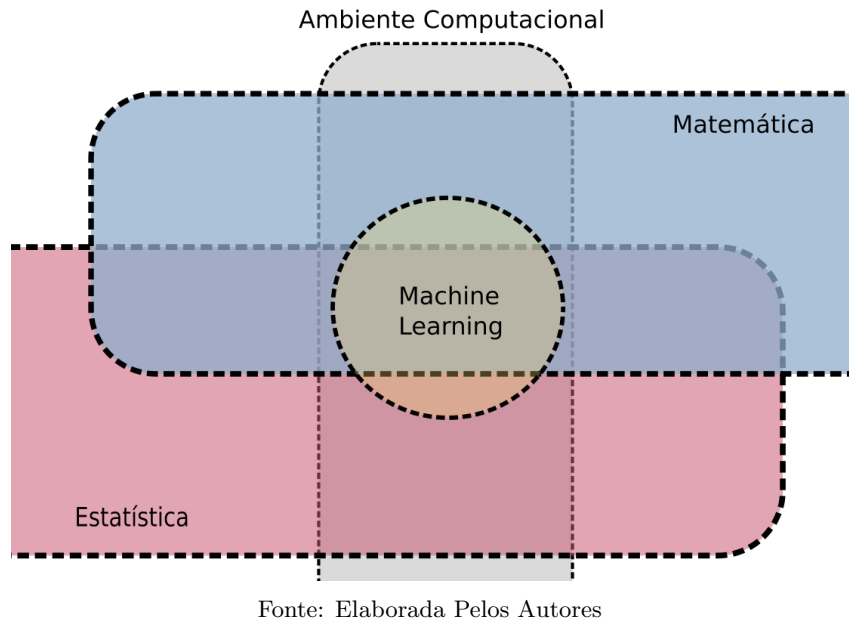 Ambiente Computacional
Matemática
Machine
Learning
Estatística
Fonte: Elaborada Pelos Autores